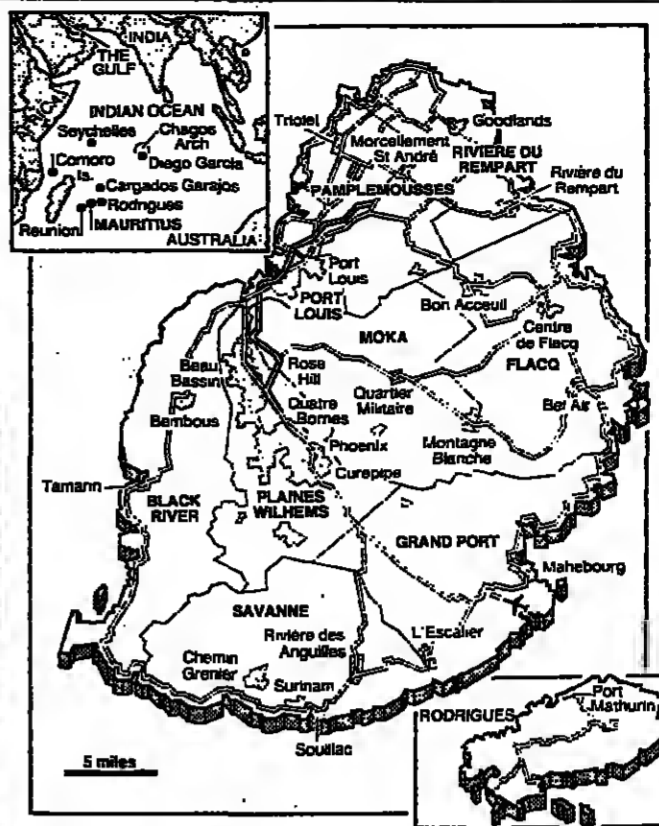 INDIA
THE
GULF
INDIAN OCEAN
Seychelles
Chagos
Arch
Diego Garcia
Comoro
Is.
Cargados Garajos
Rodrigues
MAURITIUS
Reunion
AUSTRALIA
Triolet
Goodlands
Morcellement
St André
RIVIERE DU
REMPART
PAMPLEMOUSSES
Rivière du
Rempart
Port
Louis
PORT
LOUIS
Bon Acceuil
MOKA
Centre
de Flacq
FLACQ
Beau
Bassin
Rose
Hill
Bambous
Quatre
Bornes
Quartier
Militaire
Bel Air
Phoenix
Montagne
Blanche
Curepipe
Tamarin
BLACK
RIVER
PLAINES
WILHEMS
GRAND PORT
Mahebourg
SAVANNE
Rivière des
Anguilles
L'Escalier
Chemin
Grenier
Surinam
Souillac
5 miles
RODRIGUES
Port
Mathurin